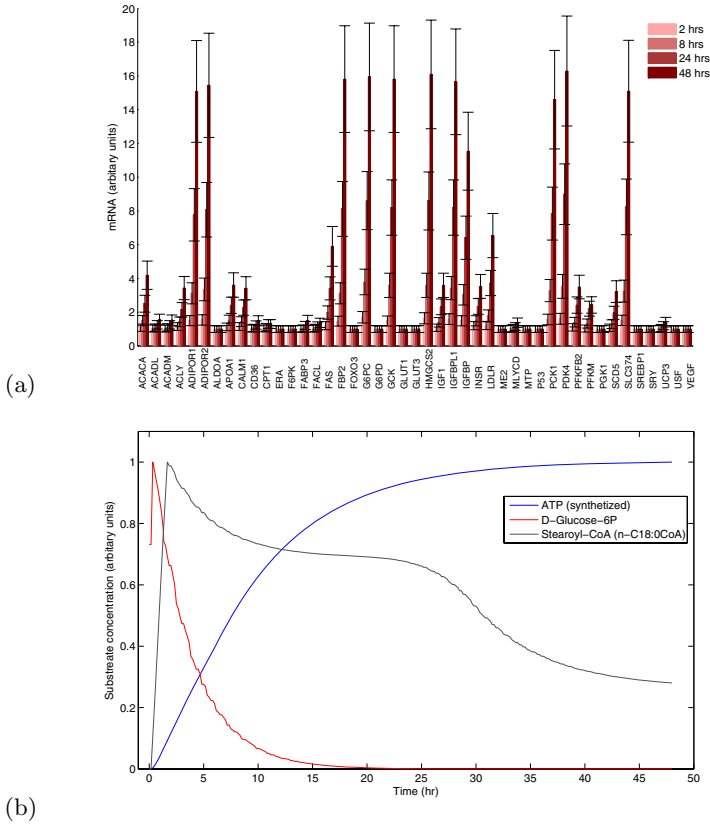 20
18
16
14
12
10
8
6
4
2
0
mRNA (arbitary units)
2 hrs
8 hrs
24 hrs
48 hrs
ACACA
ACADL
ACADM
ACLY
ADIPOR1
ADIPOR2
ALDOA
APOA1
CALM1
CD36
CPT1
ERA
F6PK
FABP3
FACL
FAS
FBP2
FOXO3
G6PC
G6PD
GCK
GLUT1
GLUT3
HMGCS2
IGF1
IGFBPL1
IGFBP
INSR
LDLR
ME2
MLYCD
MTP
P53
PCK1
PDK4
PFKFB2
PFKM
PGK1
SCD5
SLC374
SREBP1
SRY
UCP3
USF
VEGF
(a)
1
0.8
0.6
0.4
0.2
0
Substreate concentration (arbitary units)
ATP (synthetized)
D-Glucose-6P
Stearoyl-CoA (n-C18:0CoA)
0 5 10 15 20 25 30 35 40 45 50
Time (hr)
(b)